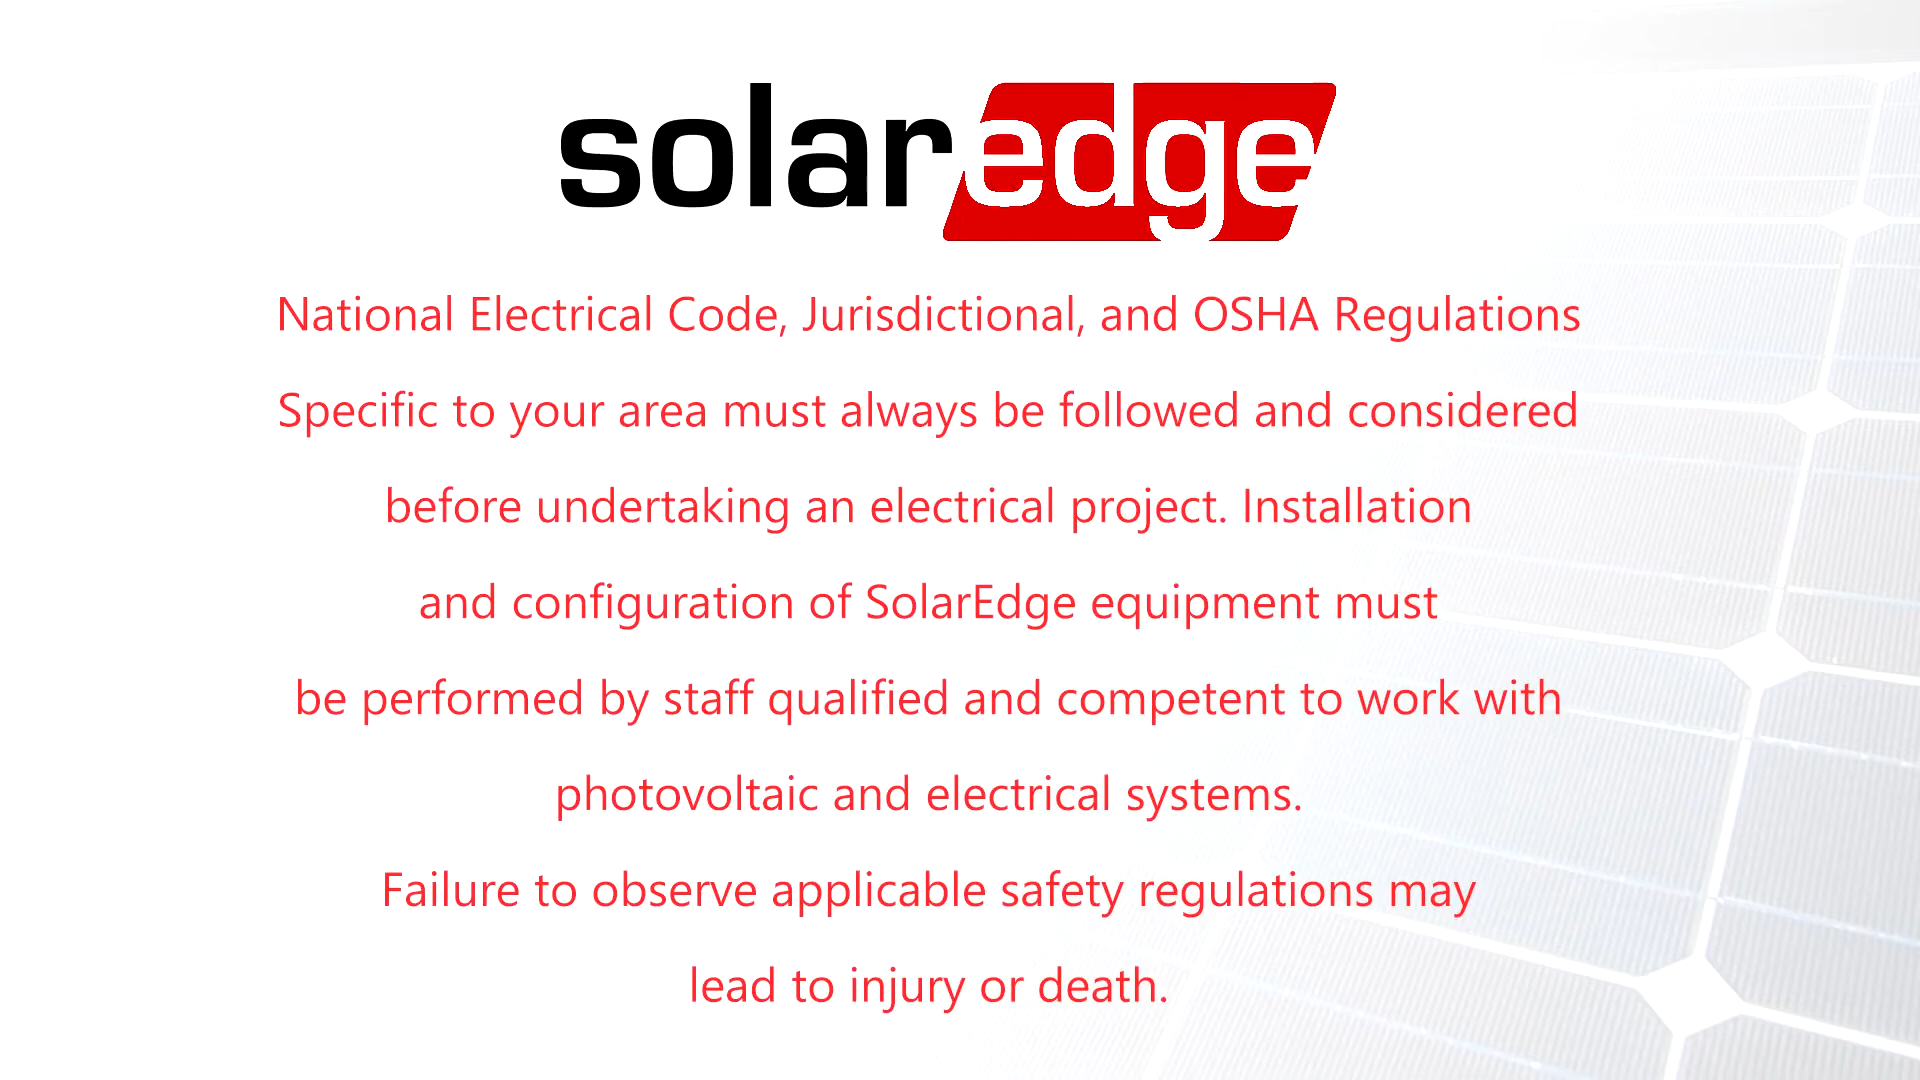 solaredge
National Electrical Code, Jurisdictional, and OSHA Regulations
Specific to your area must always be followed and considered
before undertaking an electrical project. Installation
and configuration of SolarEdge equipment must
be performed by staff qualified and competent to work with
photovoltaic and electrical systems.
Failure to observe applicable safety regulations may
lead to injury or death.